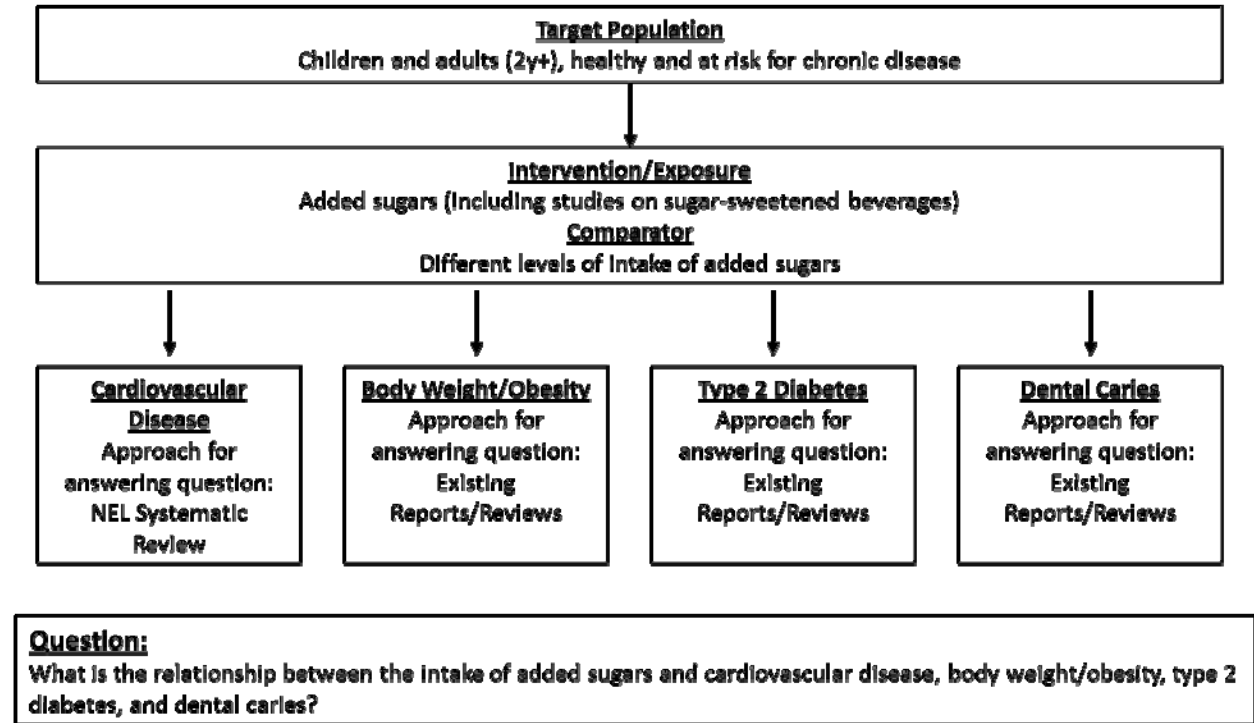 Target Population
Children and adults (2y+), healthy and at risk for chronic disease
Intervention/Exposure
Added sugars (including studies on sugar-sweetened beverages)
Comparator
Different levels of intake of added sugars
Cardiovascular
Disease
Approach for
answering question:
NEL Systematic
Review
Body Weight/Obesity
Approach for
answering question:
Existing
Reports/Reviews
Type 2 Diabetes
Approach for
answering question:
Existing
Reports/Reviews
Dental Caries
Approach for
answering question:
Existing
Reports/Reviews
Question:
What is the relationship between the intake of added sugars and cardiovascular disease, body weight/obesity, type 2
diabetes, and dental caries?